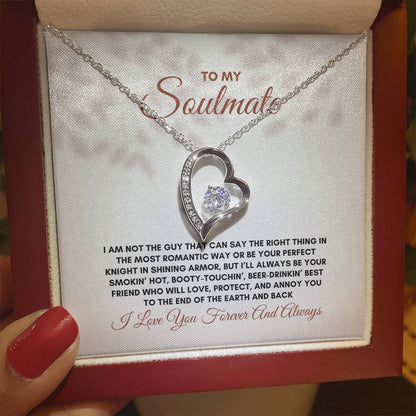 TO MY
Soulmate
I AM NOT THE GUY THAT CAN SAY THE RIGHT THING IN
THE MOST ROMANTIC WAY OR BE YOUR PERFECT
KNIGHT IN SHINING ARMOR, BUT I'LL ALWAYS BE YOUR
SMOKIN' HOT, BOOTY-TOUCHIN', BEER-DRINKIN' BEST
FRIEND WHO WILL LOVE, PROTECT, AND ANNOY YOU
TO THE END OF THE EARTH AND BACK
I Love You Forever And Always